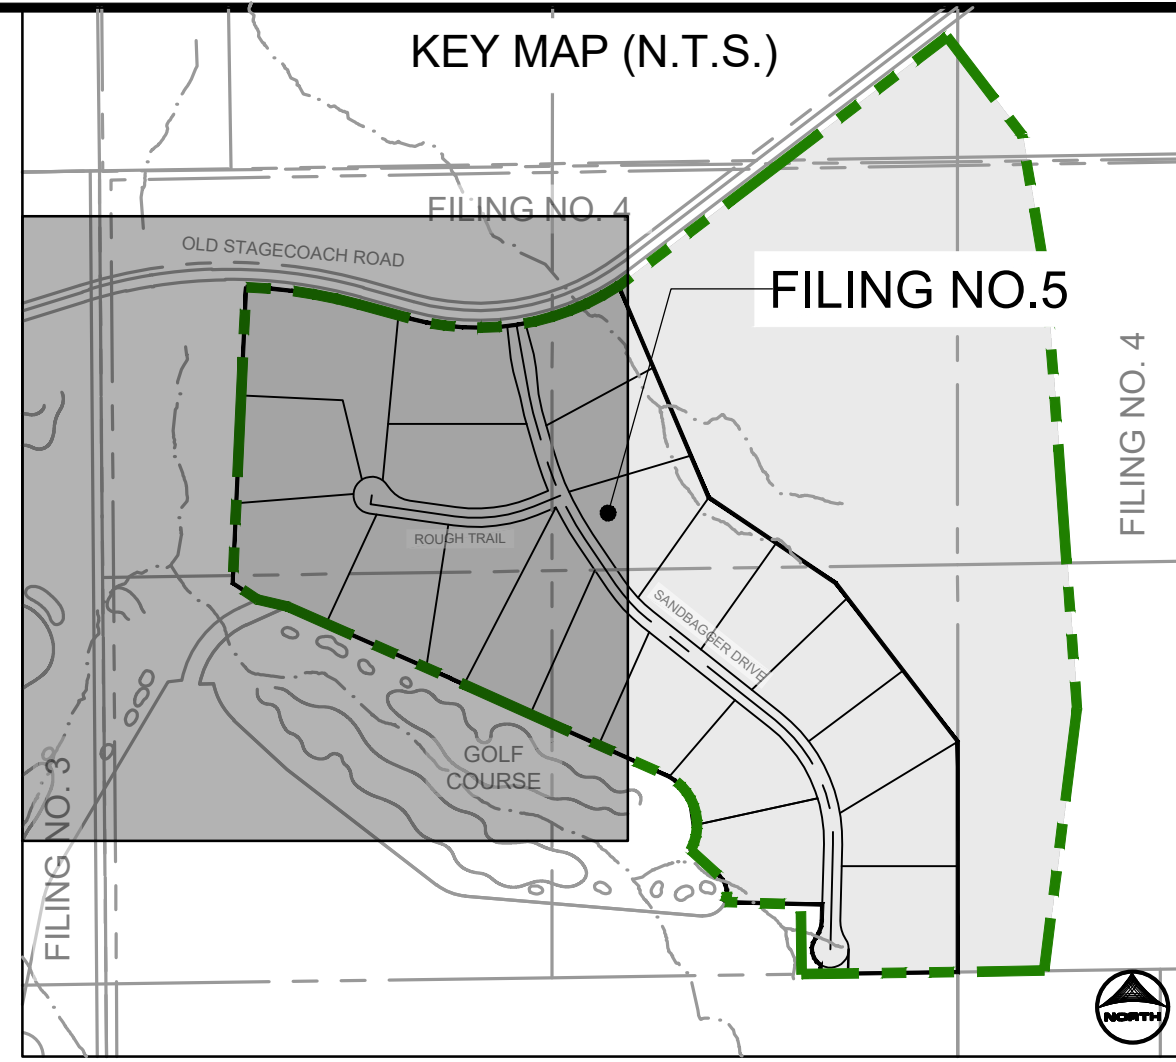 KEY MAP (N.T.S.)
FILING NO. 4
OLD STAGECOACH ROAD
FILING NO.5
FILING NO. 4
ROUGH TRAIL
SANDBAGGER DRIVE
GOLF
COURSE
FILING NO. 3
NORTH